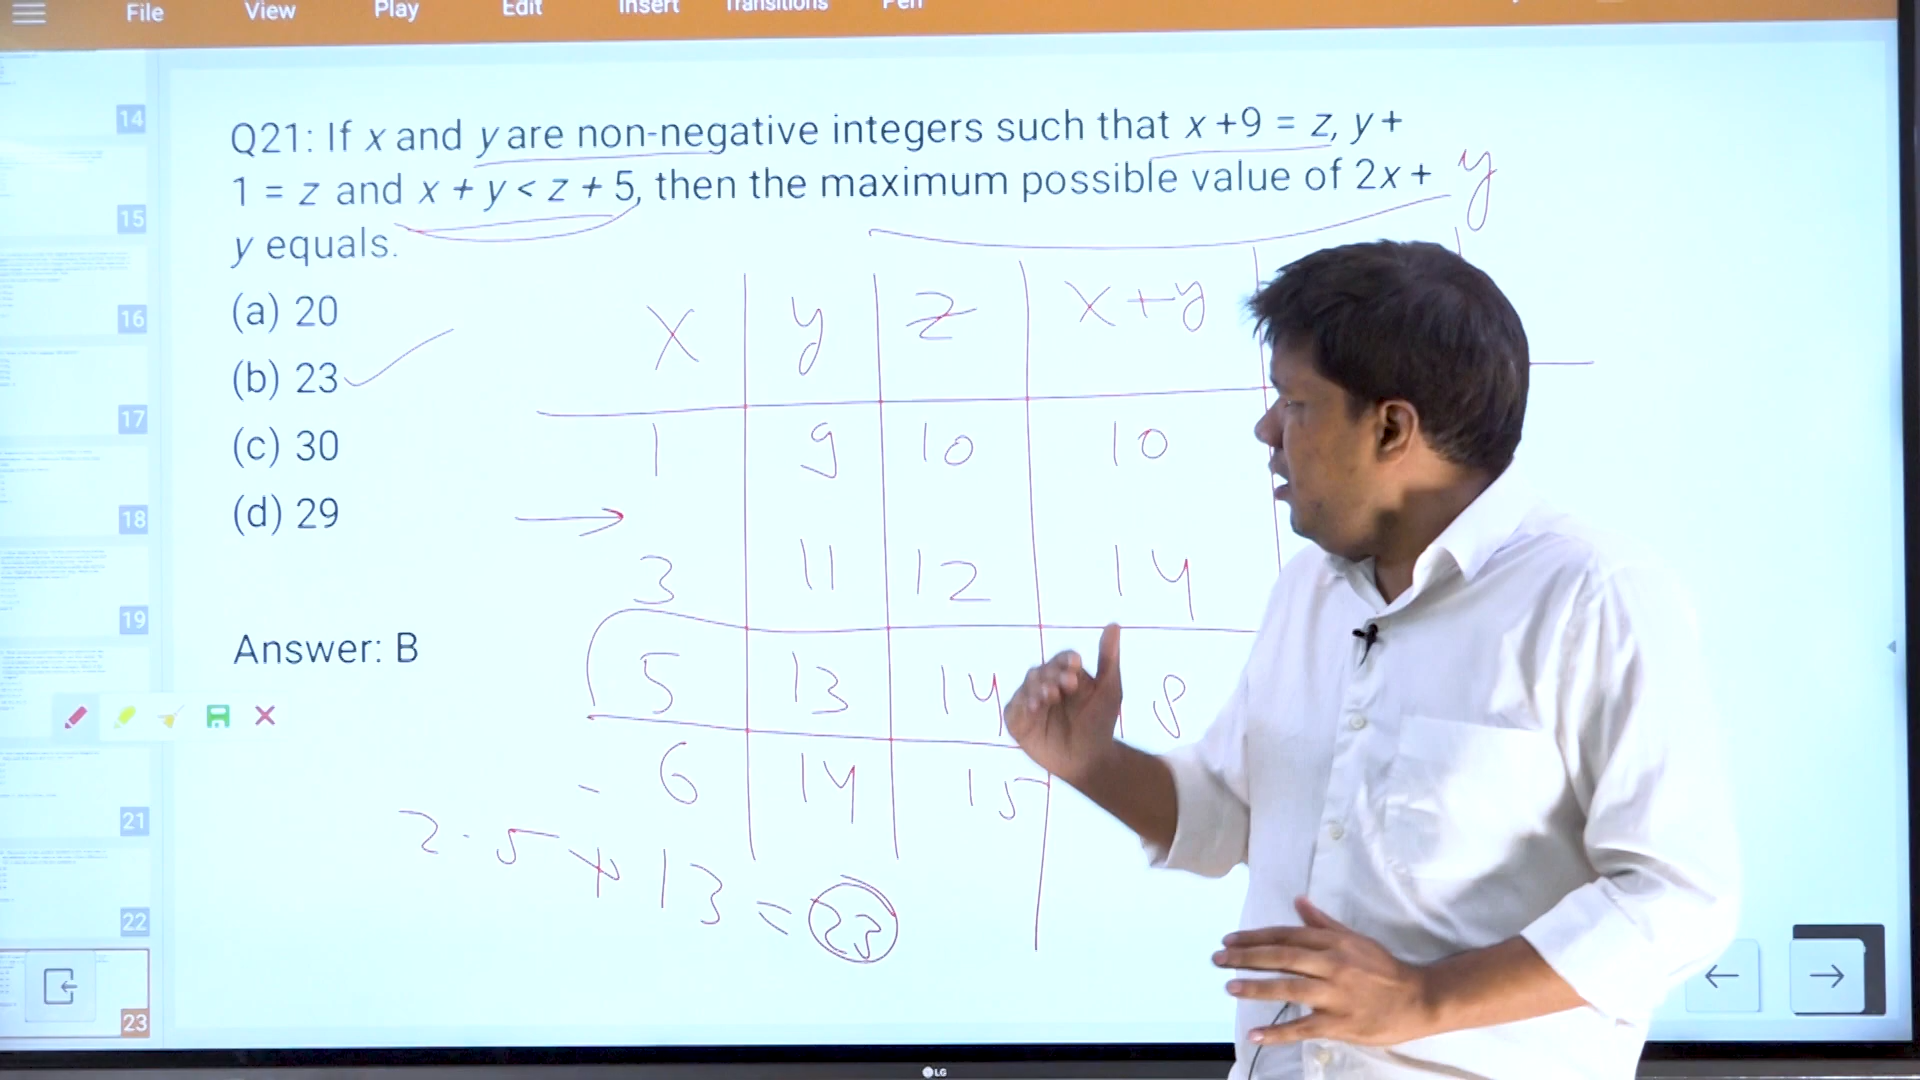 File View Play Edit Insert Transitions Pen
14
15
16
17
18
19
21
22
23
Q21: If x and y are non-negative integers such that x +9 = z, y +
1 = z and x + y < z + 5, then the maximum possible value of 2x + y
y equals.
(a) 20
(b) 23
(c) 30
(d) 29
Answer: B
x y z x+y
1 9 10 10
3 11 12 14
5 13 14 18
6 14 15
2·5+13=23
LG